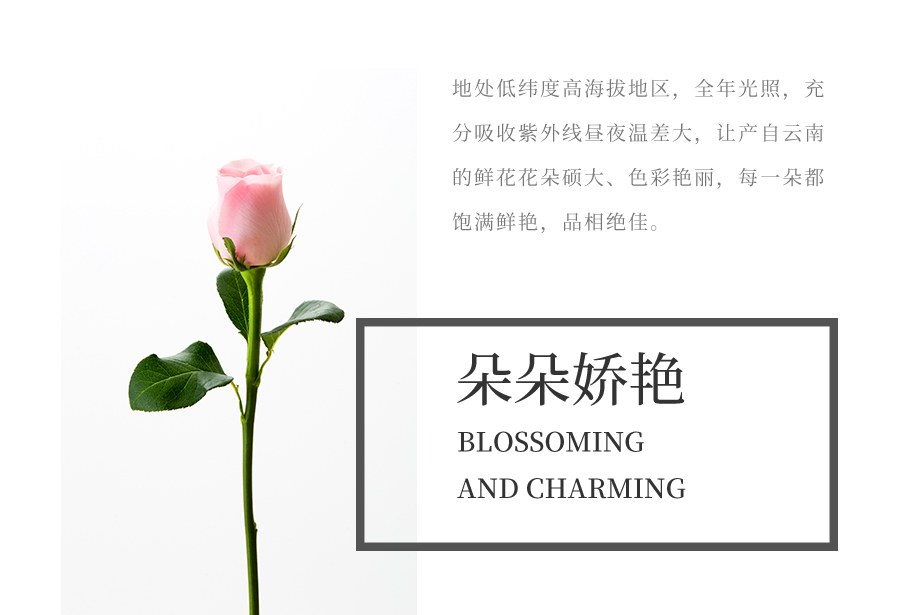 地处低纬度高海拔地区，全年光照，充
分吸收紫外线昼夜温差大，让产自云南
的鲜花花朵硕大、色彩艳丽，每一朵都
饱满鲜艳，品相绝佳。
朵朵娇艳
BLOSSOMING
AND CHARMING